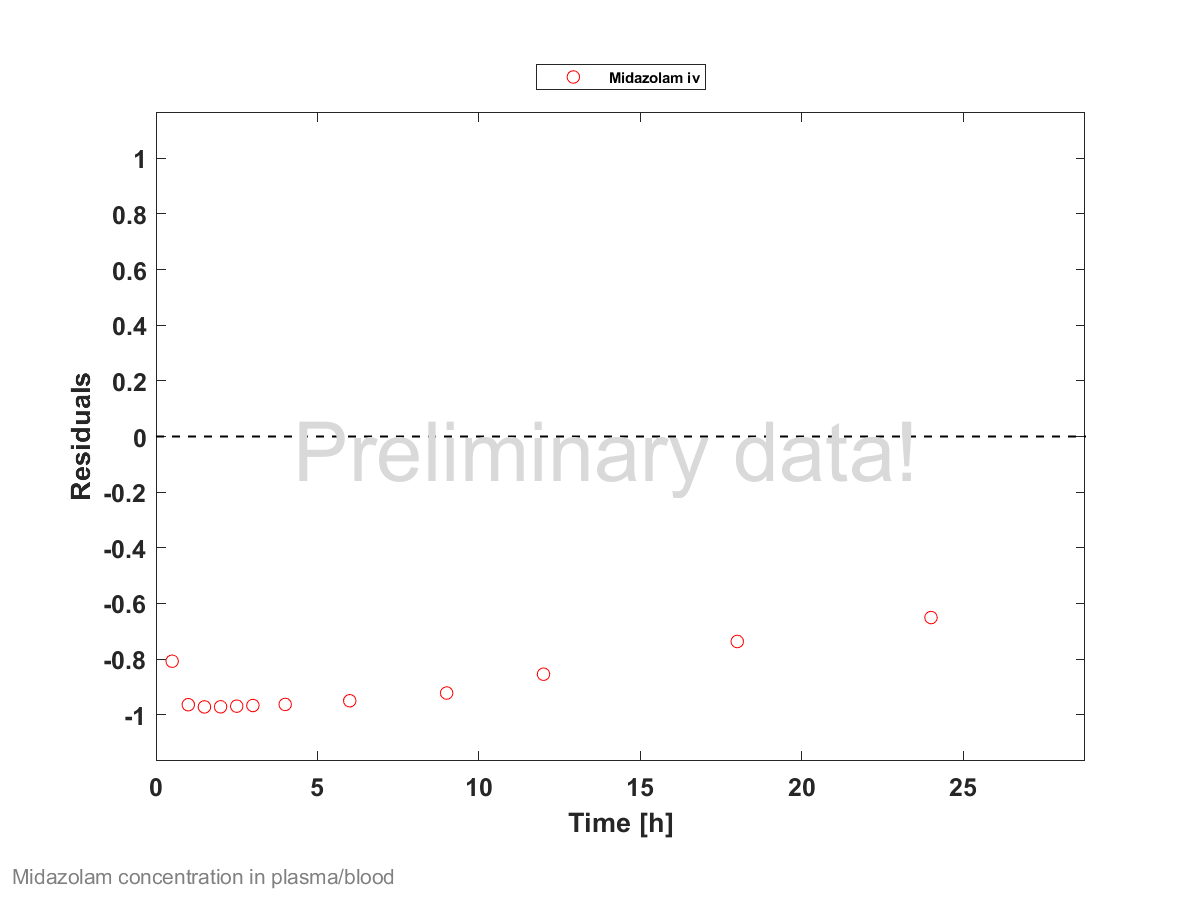 Midazolam iv
1
0.8
0.6
0.4
0.2
0
-0.2
-0.4
-0.6
-0.8
-1
Residuals
Preliminary data!
0 5 10 15 20 25
Time [h]
Midazolam concentration in plasma/blood